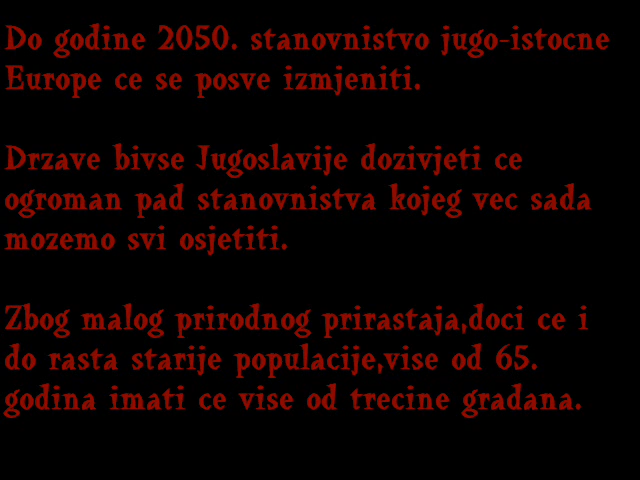 Do godine 2050. stanovnistvo jugo-istocne
Europe ce se posve izmjeniti.
Drzave bivse Jugoslavije dozivjeti ce
ogroman pad stanovnistva kojeg vec sada
mozemo svi osjetiti.
Zbog malog prirodnog prirastaja,doci ce i
do rasta starije populacije,vise od 65.
godina imati ce vise od trecine gradana.